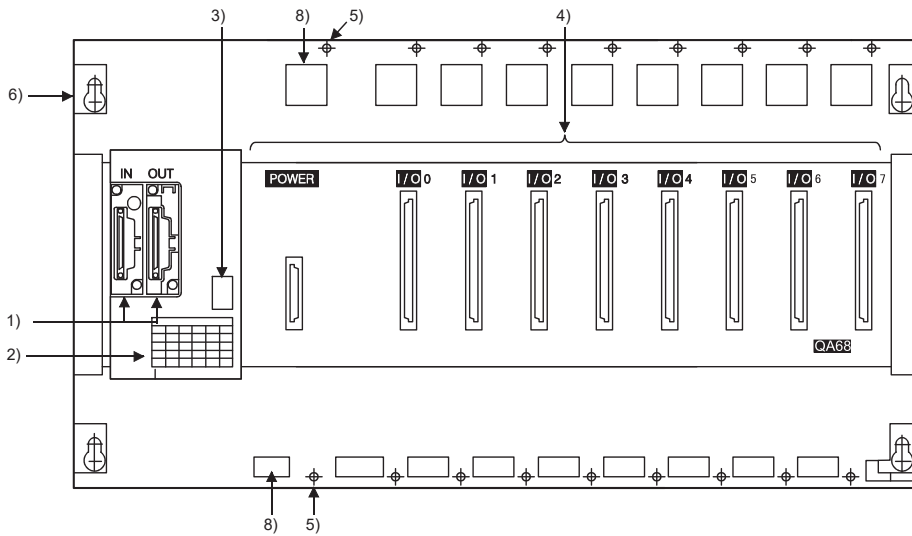 3)
8)
5)
4)
6)
IN OUT
POWER
I/O 0
I/O 1
I/O 2
I/O 3
I/O 4
I/O 5
I/O 6
I/O 7
1)
2)
QA68
8)
5)